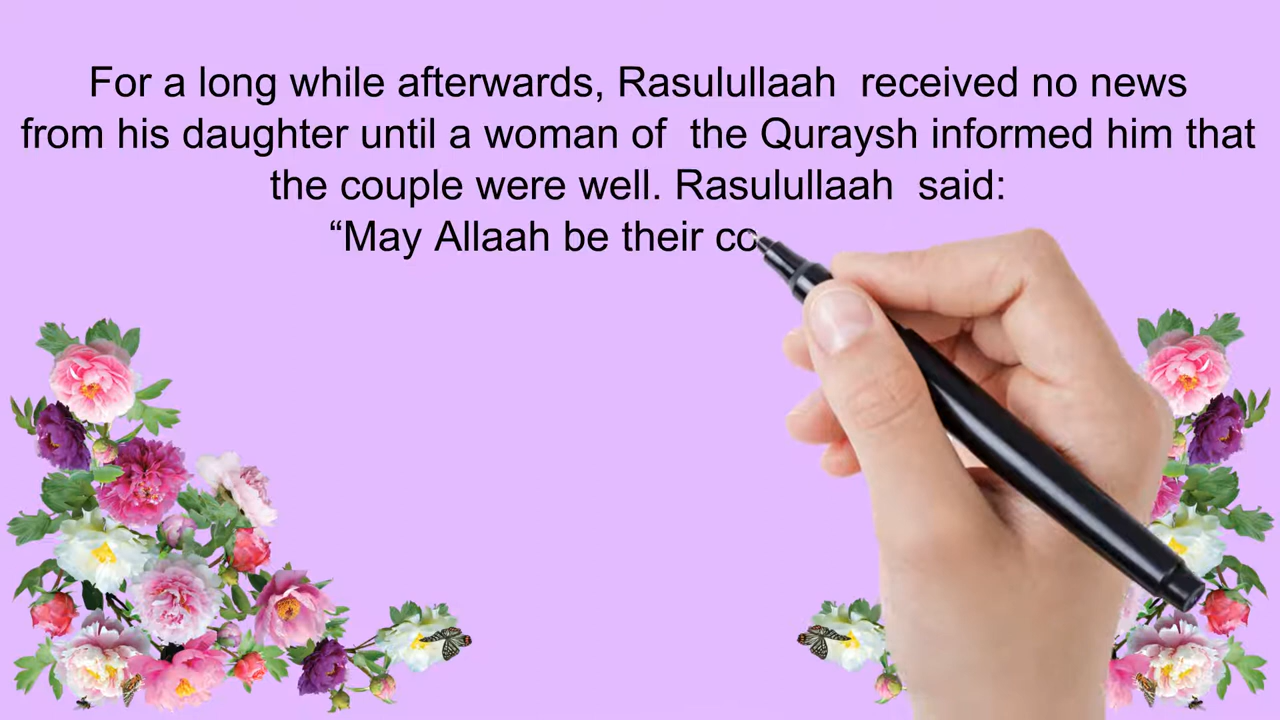 For a long while afterwards, Rasulullaah received no news
from his daughter until a woman of the Quraysh informed him that
the couple were well. Rasulullaah said:
“May Allaah be their co